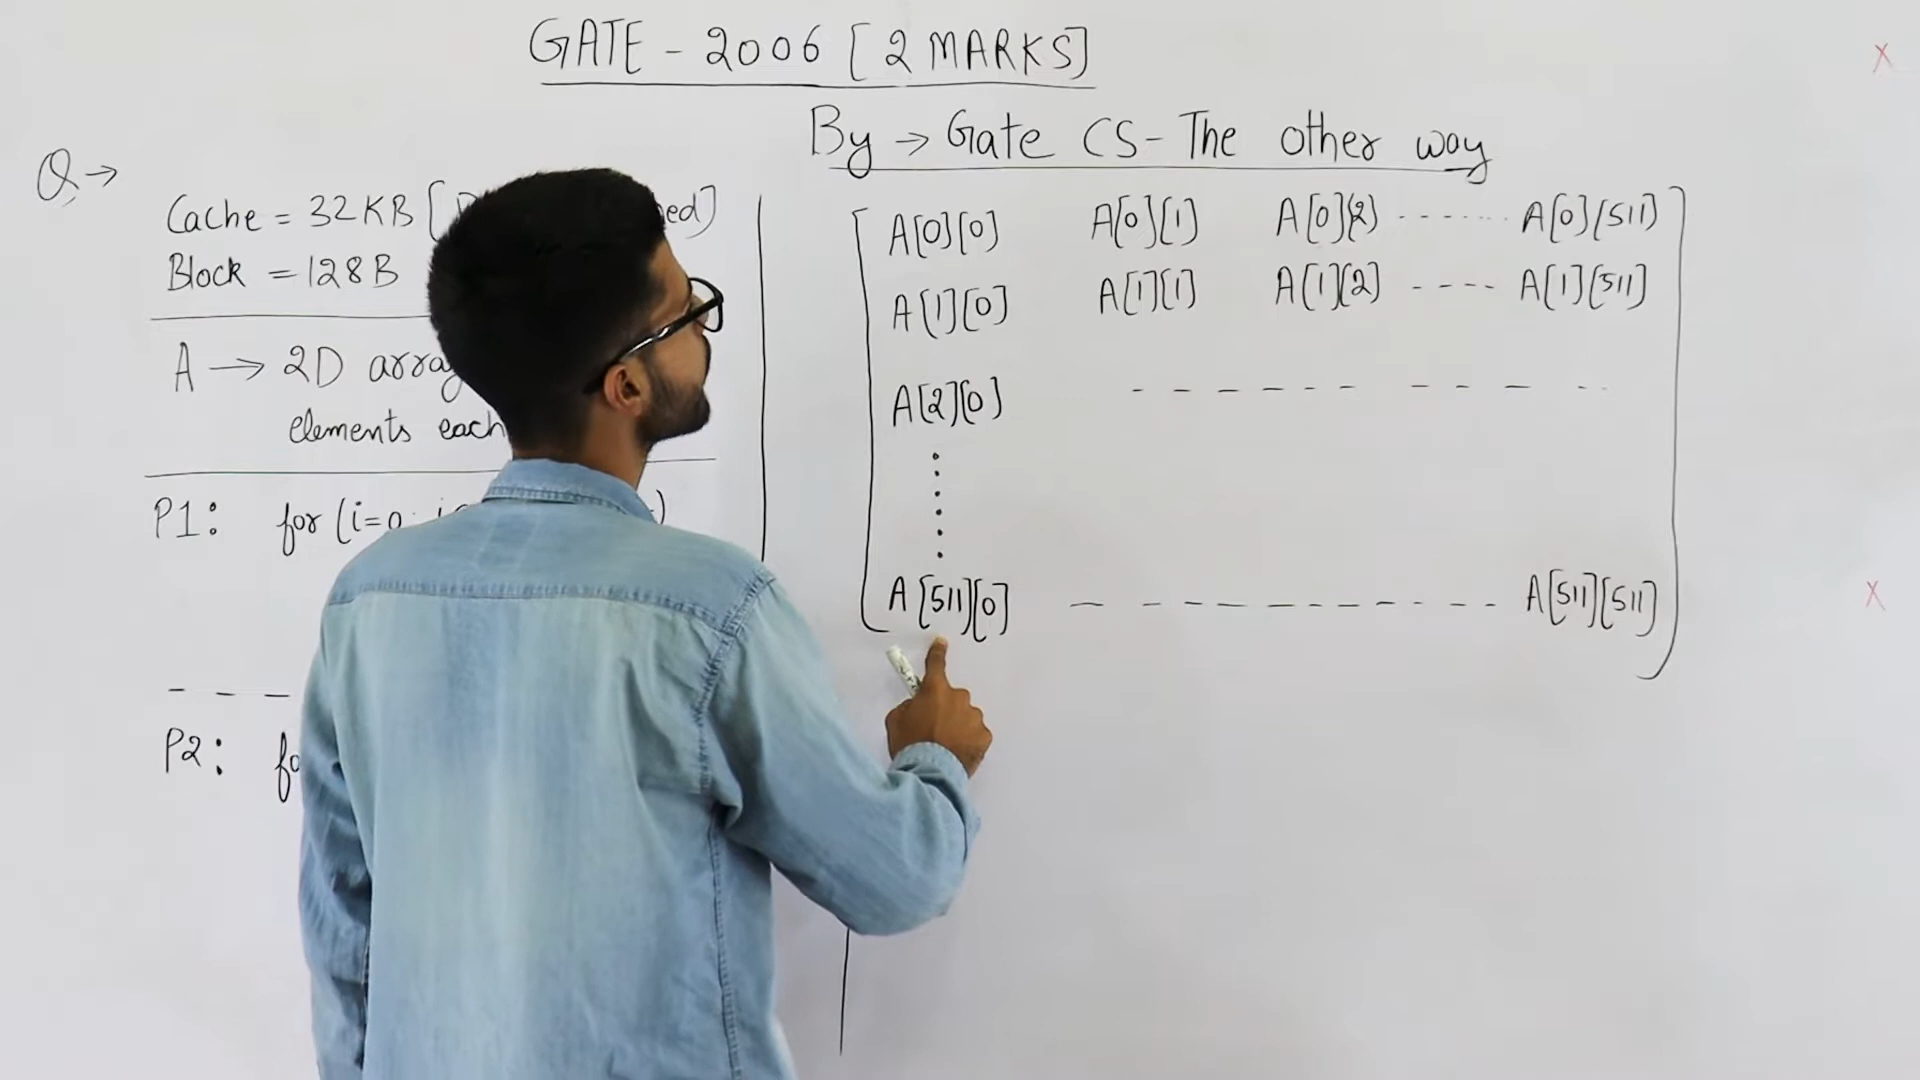 GATE - 2006 [2 MARKS]
By → Gate CS - The other way
Q →
Cache = 32 KB [
Block = 128 B
A → 2D array
elements each
P1: for (i=0;
P2:
A[0][0] A[0][1] A[0][2] ------- A[0][511]
A[1][0] A[1][1] A[1][2] ---- A[1][511]
A[2][0] - - - - - - - - - - -
A[511][0] - - - - - - - - - - - A[511][511]